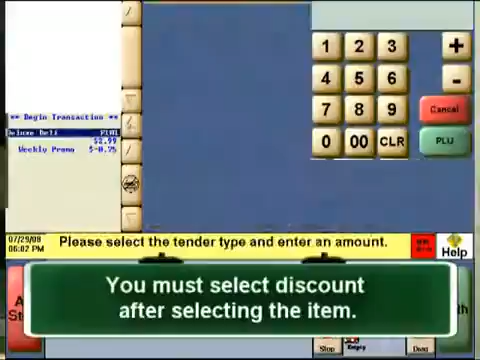 1 2 3 +
4 5 6 -
7 8 9 Cancel
0 00 CLR PLU
** Begin Transaction **
Deluxe Deli PLU1
$2.99
Weekly Promo $-0.75
07/29/09
06:02 PM
Please select the tender type and enter an amount.
Help
You must select discount
after selecting the item.